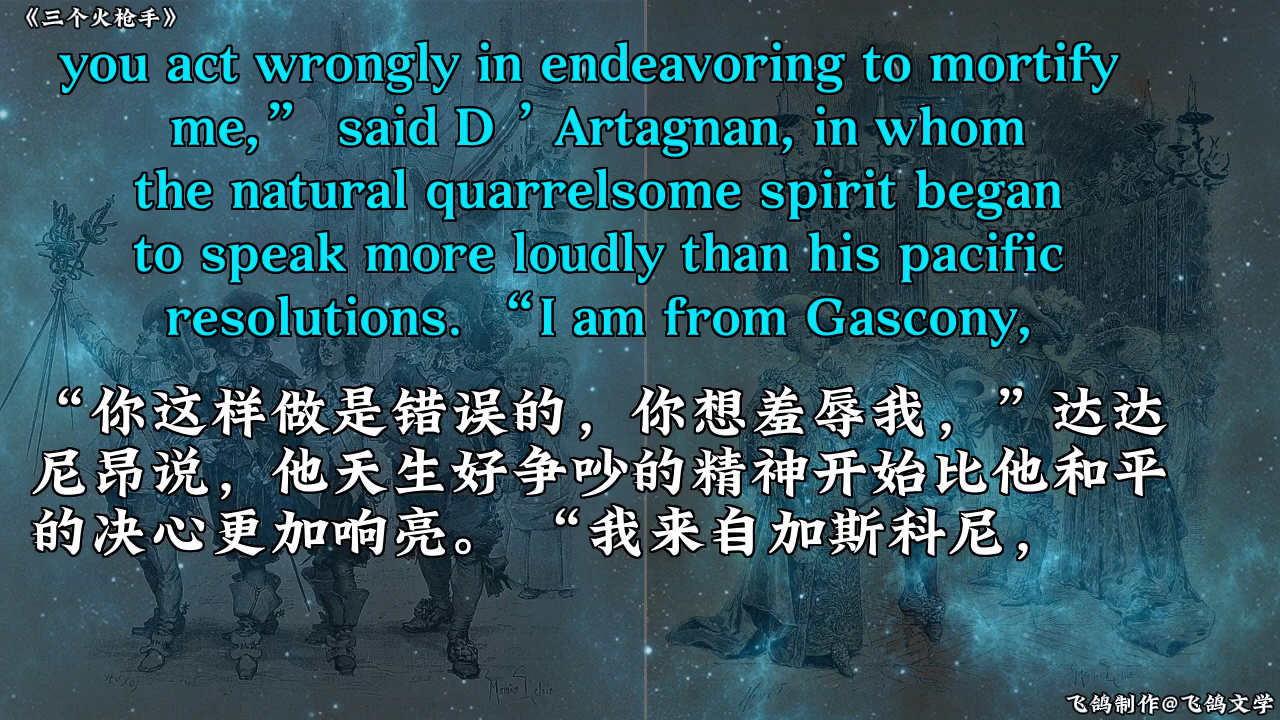 《三个火枪手》
you act wrongly in endeavoring to mortify
me,” said D ’ Artagnan, in whom
the natural quarrelsome spirit began
to speak more loudly than his pacific
resolutions. “I am from Gascony,
“你这样做是错误的，你想羞辱我，”达达
尼昂说，他天生好争吵的精神开始比他和平
的决心更加响亮。 “我来自加斯科尼，
飞鸽制作@飞鸽文学